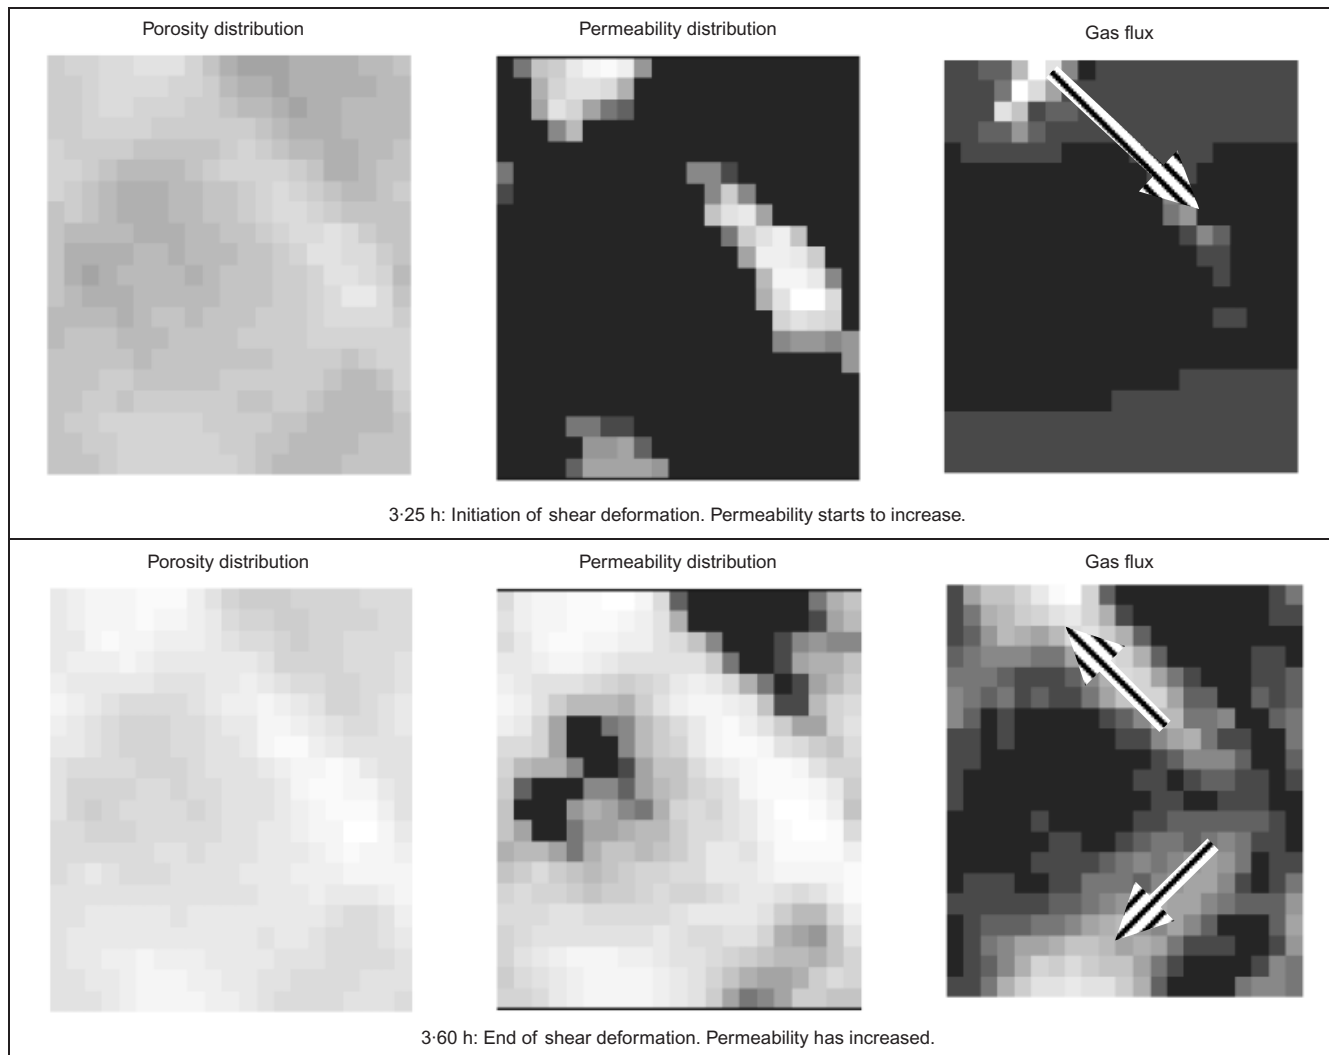 Porosity distribution
Permeability distribution
Gas flux
3·25 h: Initiation of shear deformation. Permeability starts to increase.
Porosity distribution
Permeability distribution
Gas flux
3·60 h: End of shear deformation. Permeability has increased.